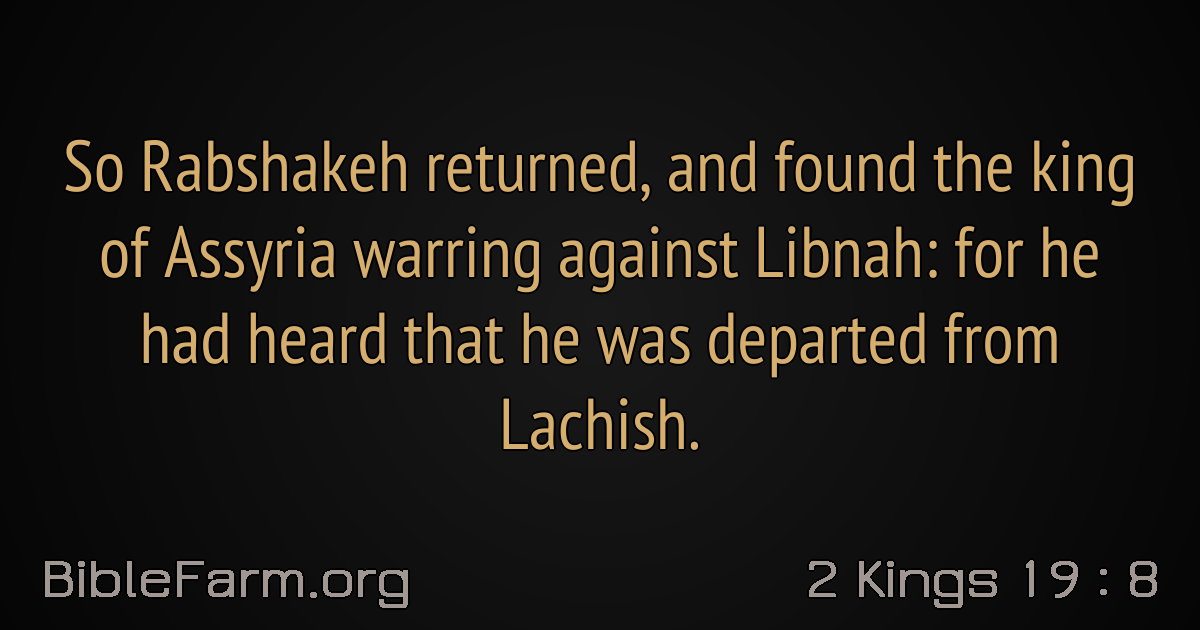 So Rabshakeh returned, and found the king
of Assyria warring against Libnah: for he
had heard that he was departed from
Lachish.
BibleFarm.org
2 Kings 19 : 8